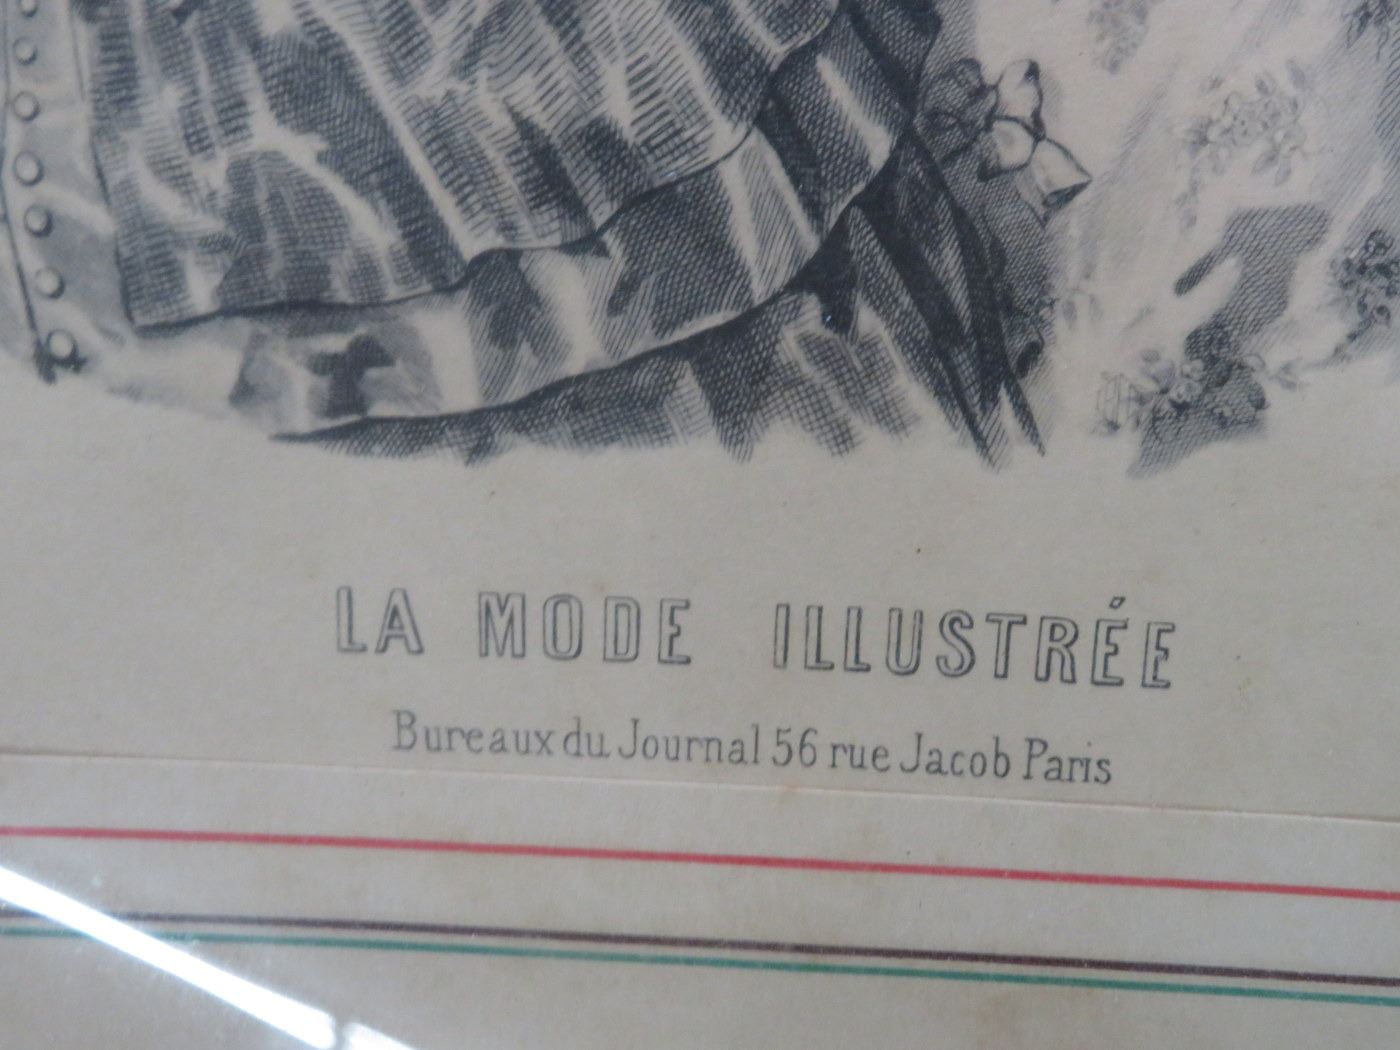 LA MODE ILLUSTRÉE
Bureaux du Journal 56 rue Jacob Paris